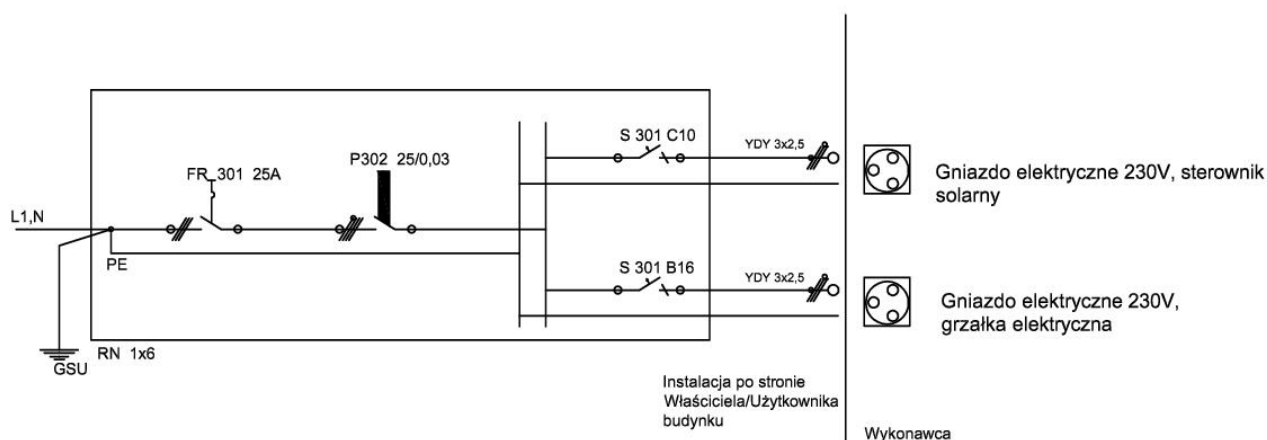 S 301 C10
YDY 3x2,5
P302 25/0,03
FR 301 25A
Gniazdo elektryczne 230V, sterownik
solarny
L1,N
PE
S 301 B16
YDY 3x2,5
Gniazdo elektryczne 230V,
grzałka elektryczna
RN 1x6
GSU
Instalacja po stronie
Właściciela/Użytkownika
budynku
Wykonawca